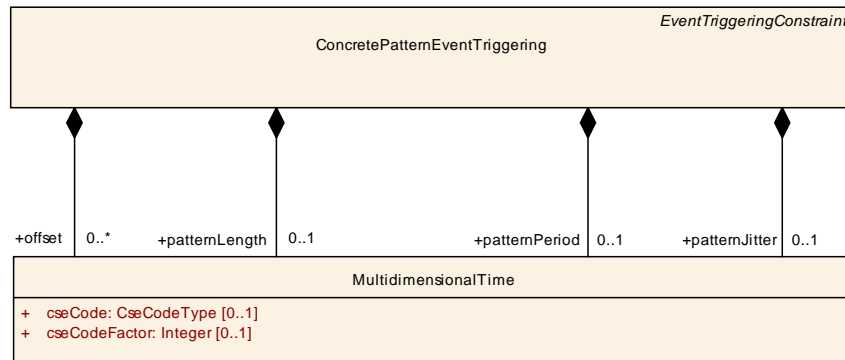 EventTriggeringConstraint
ConcretePatternEventTriggering
+offset 0..* +patternLength 0..1 +patternPeriod 0..1 +patternJitter 0..1
MultidimensionalTime
+ cseCode: CseCodeType [0..1]
+ cseCodeFactor: Integer [0..1]